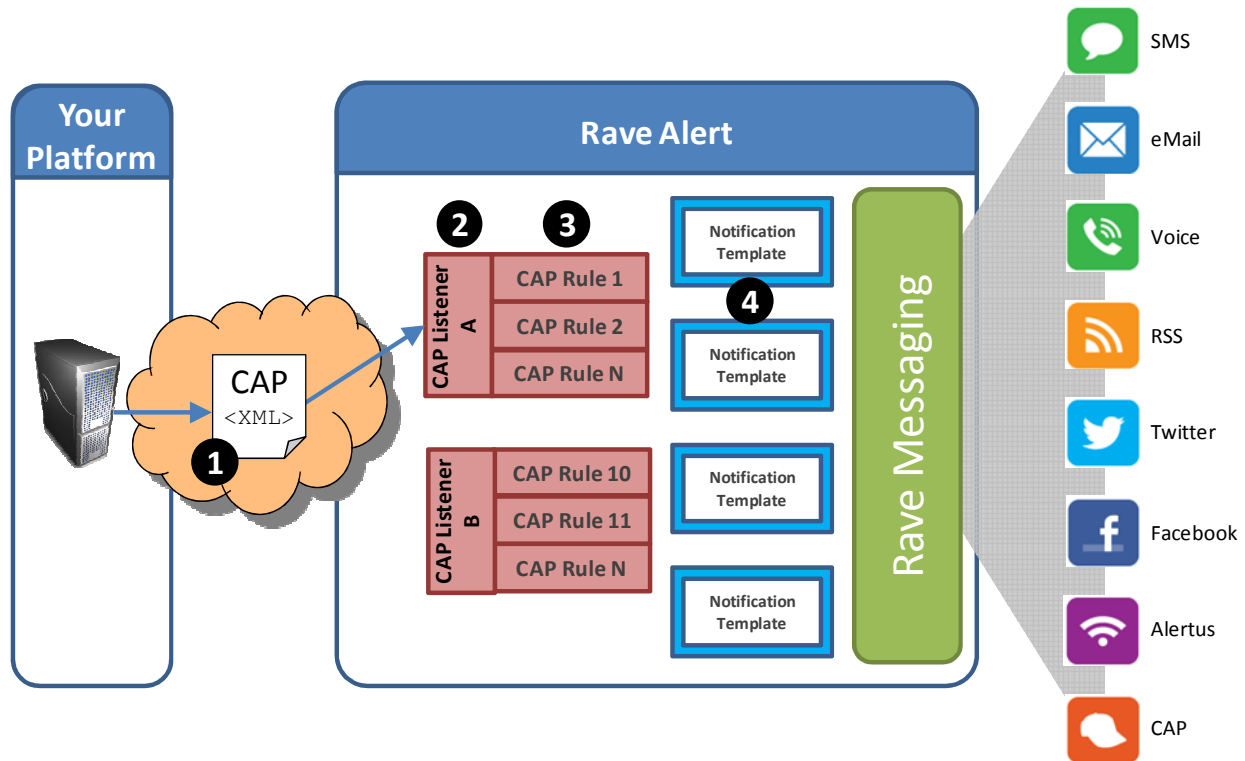 Your
Platform
Rave Alert
CAP
<XML>
1
2
3
CAP Listener
A
CAP Rule 1
CAP Rule 2
CAP Rule N
CAP Listener
B
CAP Rule 10
CAP Rule 11
CAP Rule N
Notification
Template
4
Notification
Template
Notification
Template
Notification
Template
Rave Messaging
SMS
eMail
Voice
RSS
Twitter
f
Facebook
Alertus
CAP